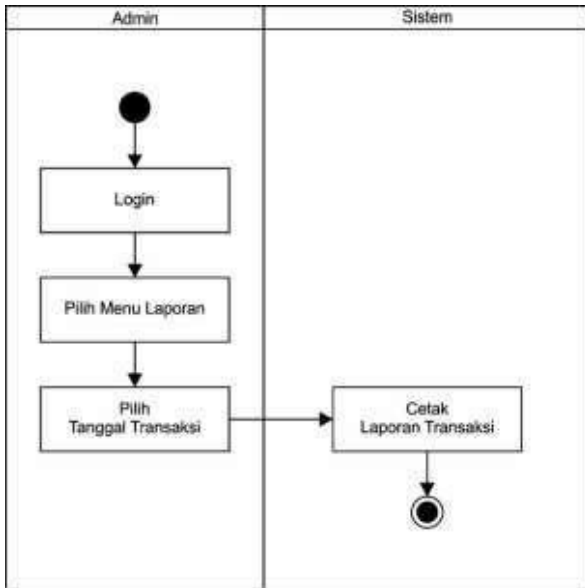 Admin
Sistem
Login
Pilih Menu Laporan
Pilih
Tanggal Transaksi
Cetak
Laporan Transaksi